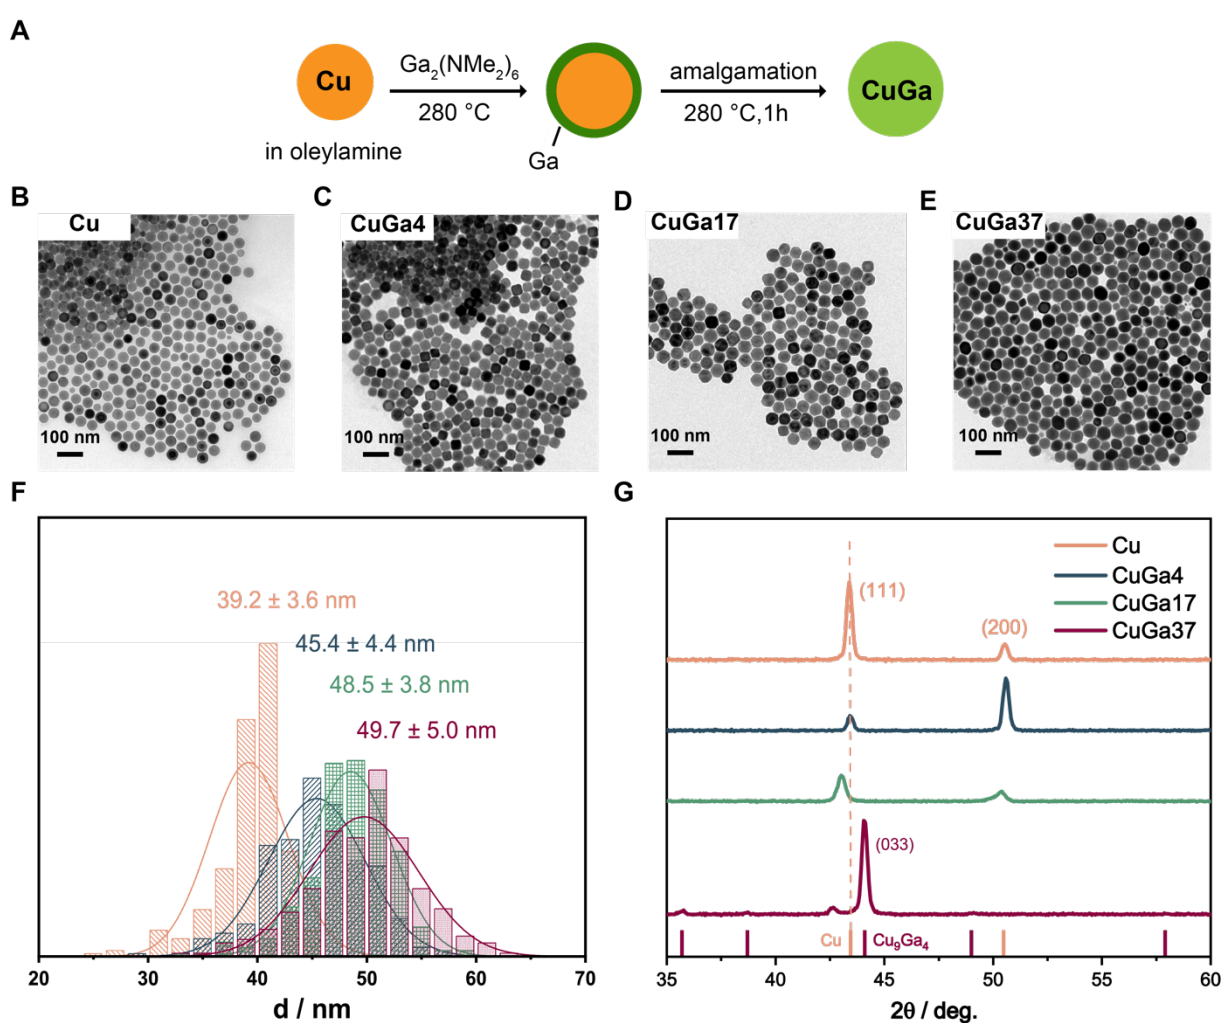 A
Cu
Ga₂(NMe₂)₆
280 °C
in oleylamine
Ga
amalgamation
280 °C,1h
CuGa
B
Cu
100 nm
C
CuGa4
100 nm
D
CuGa17
100 nm
E
CuGa37
100 nm
F
39.2 ± 3.6 nm
45.4 ± 4.4 nm
48.5 ± 3.8 nm
49.7 ± 5.0 nm
20 30 40 50 60 70
d / nm
G
Cu
CuGa4
CuGa17
CuGa37
(111)
(200)
(033)
Cu
Cu₉Ga₄
35 40 45 50 55 60
2θ / deg.